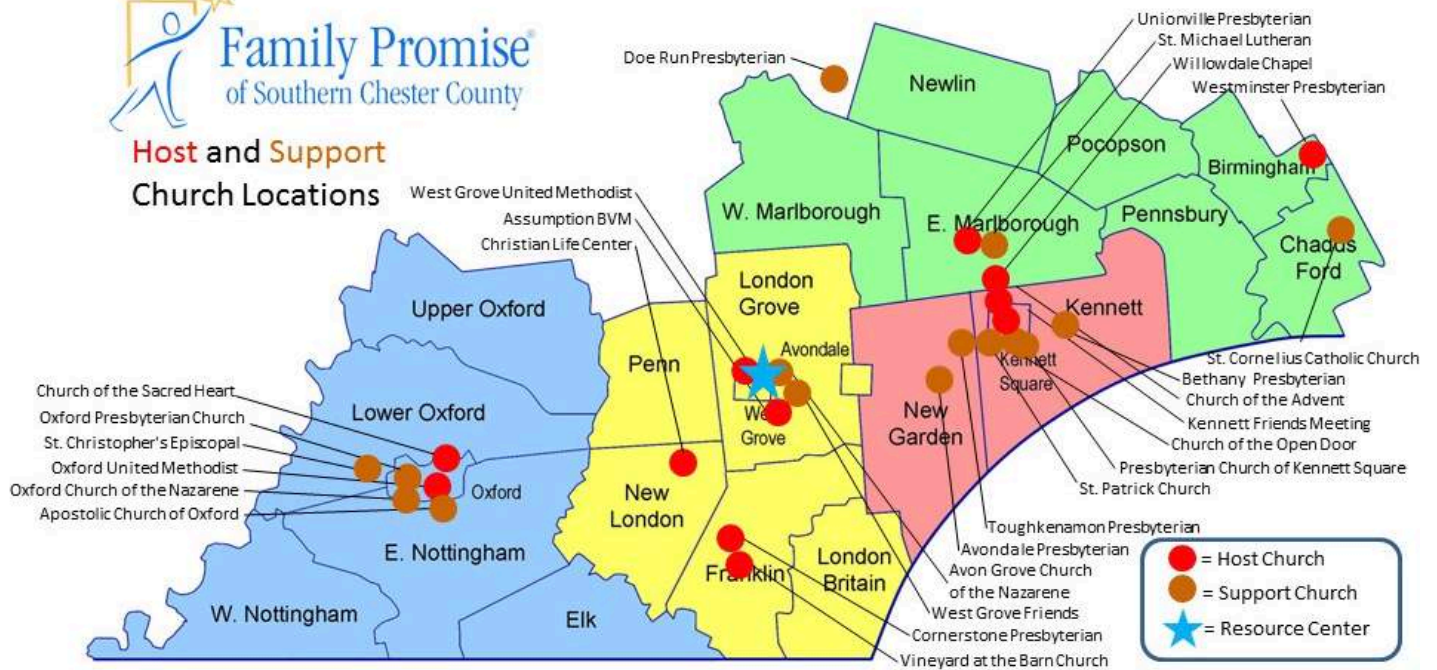 Family Promise®
of Southern Chester County
Host and Support
Church Locations
Unionville Presbyterian
St. Michael Lutheran
Willowdale Chapel
Westminster Presbyterian
Doe Run Presbyterian
Newlin
Pocopson
Birmingham
West Grove United Methodist
Assumption BVM
Christian Life Center
W. Marlborough
E. Marlborough
Pennsbury
Chadds
Ford
London
Grove
Upper Oxford
Kennett
Penn
Avondale
Kennett
Square
St. Cornelius Catholic Church
Bethany Presbyterian
Church of the Advent
Kennett Friends Meeting
Church of the Open Door
Presbyterian Church of Kennett Square
St. Patrick Church
Church of the Sacred Heart
Oxford Presbyterian Church
St. Christopher's Episcopal
Oxford United Methodist
Oxford Church of the Nazarene
Apostolic Church of Oxford
Lower Oxford
West
Grove
New
Garden
Oxford
New
London
E. Nottingham
Franklin
London
Britain
Toughkenamon Presbyterian
Avondale Presbyterian
Avon Grove Church
of the Nazarene
West Grove Friends
Cornerstone Presbyterian
Vineyard at the Barn Church
W. Nottingham
Elk
= Host Church
= Support Church
= Resource Center